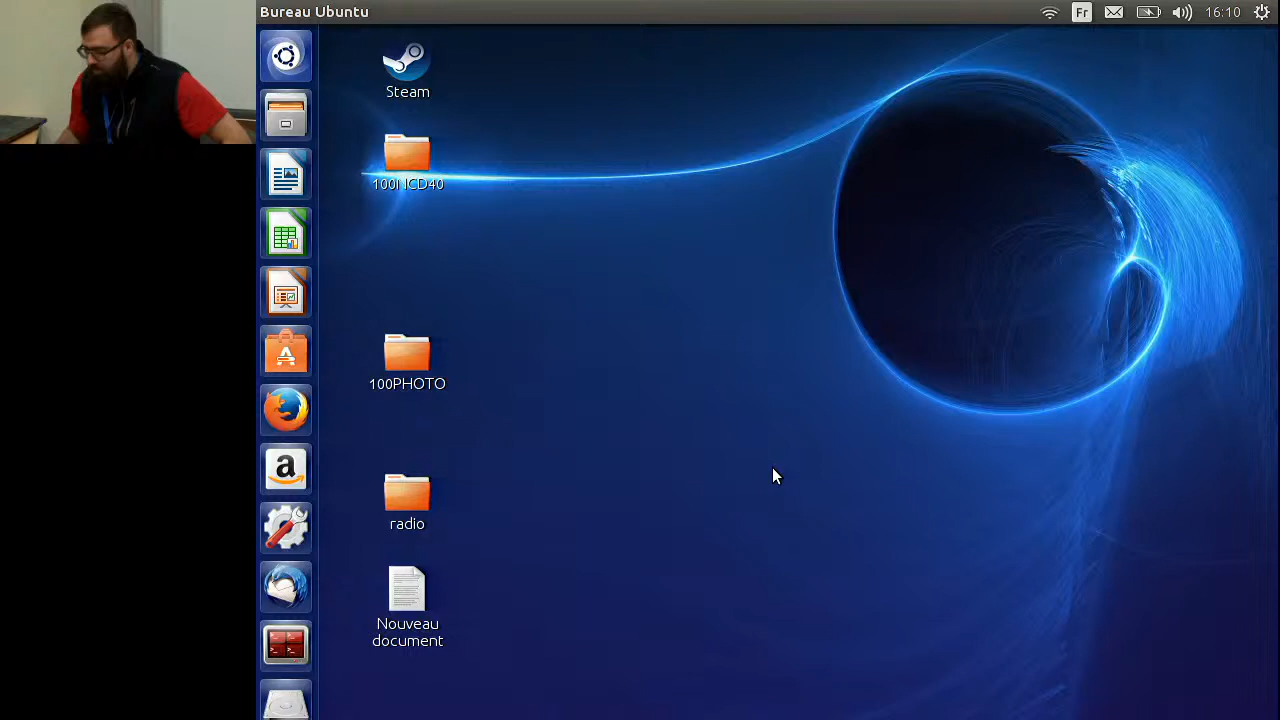 Bureau Ubuntu
Fr
16:10
Steam
100NCD40
100PHOTO
radio
Nouveau
document